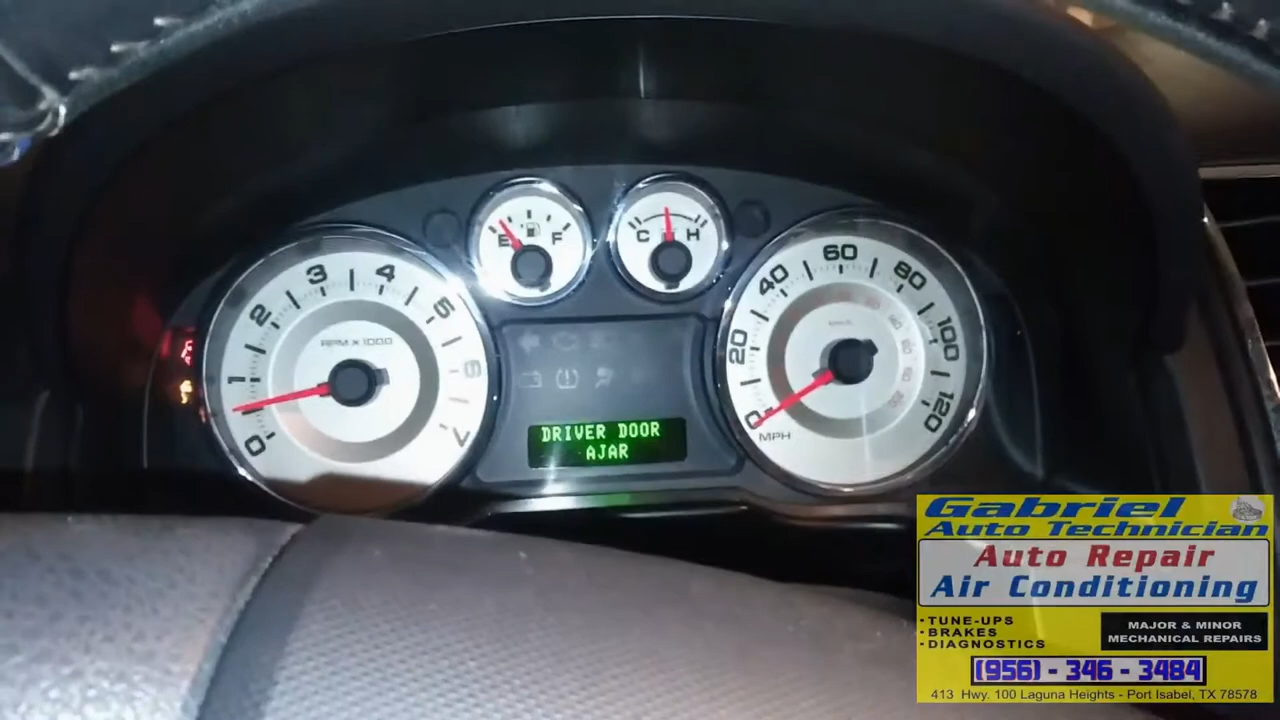 E F
C H
0 1 2 3 4 5 6 7
RPM x 1000
0 20 40 60 80 100 120
MPH
DRIVER DOOR
AJAR
Gabriel
Auto Technician
Auto Repair
Air Conditioning
• TUNE-UPS
• BRAKES
• DIAGNOSTICS
MAJOR & MINOR
MECHANICAL REPAIRS
(956) - 346 - 3484
413 Hwy. 100 Laguna Heights - Port Isabel, TX 78578